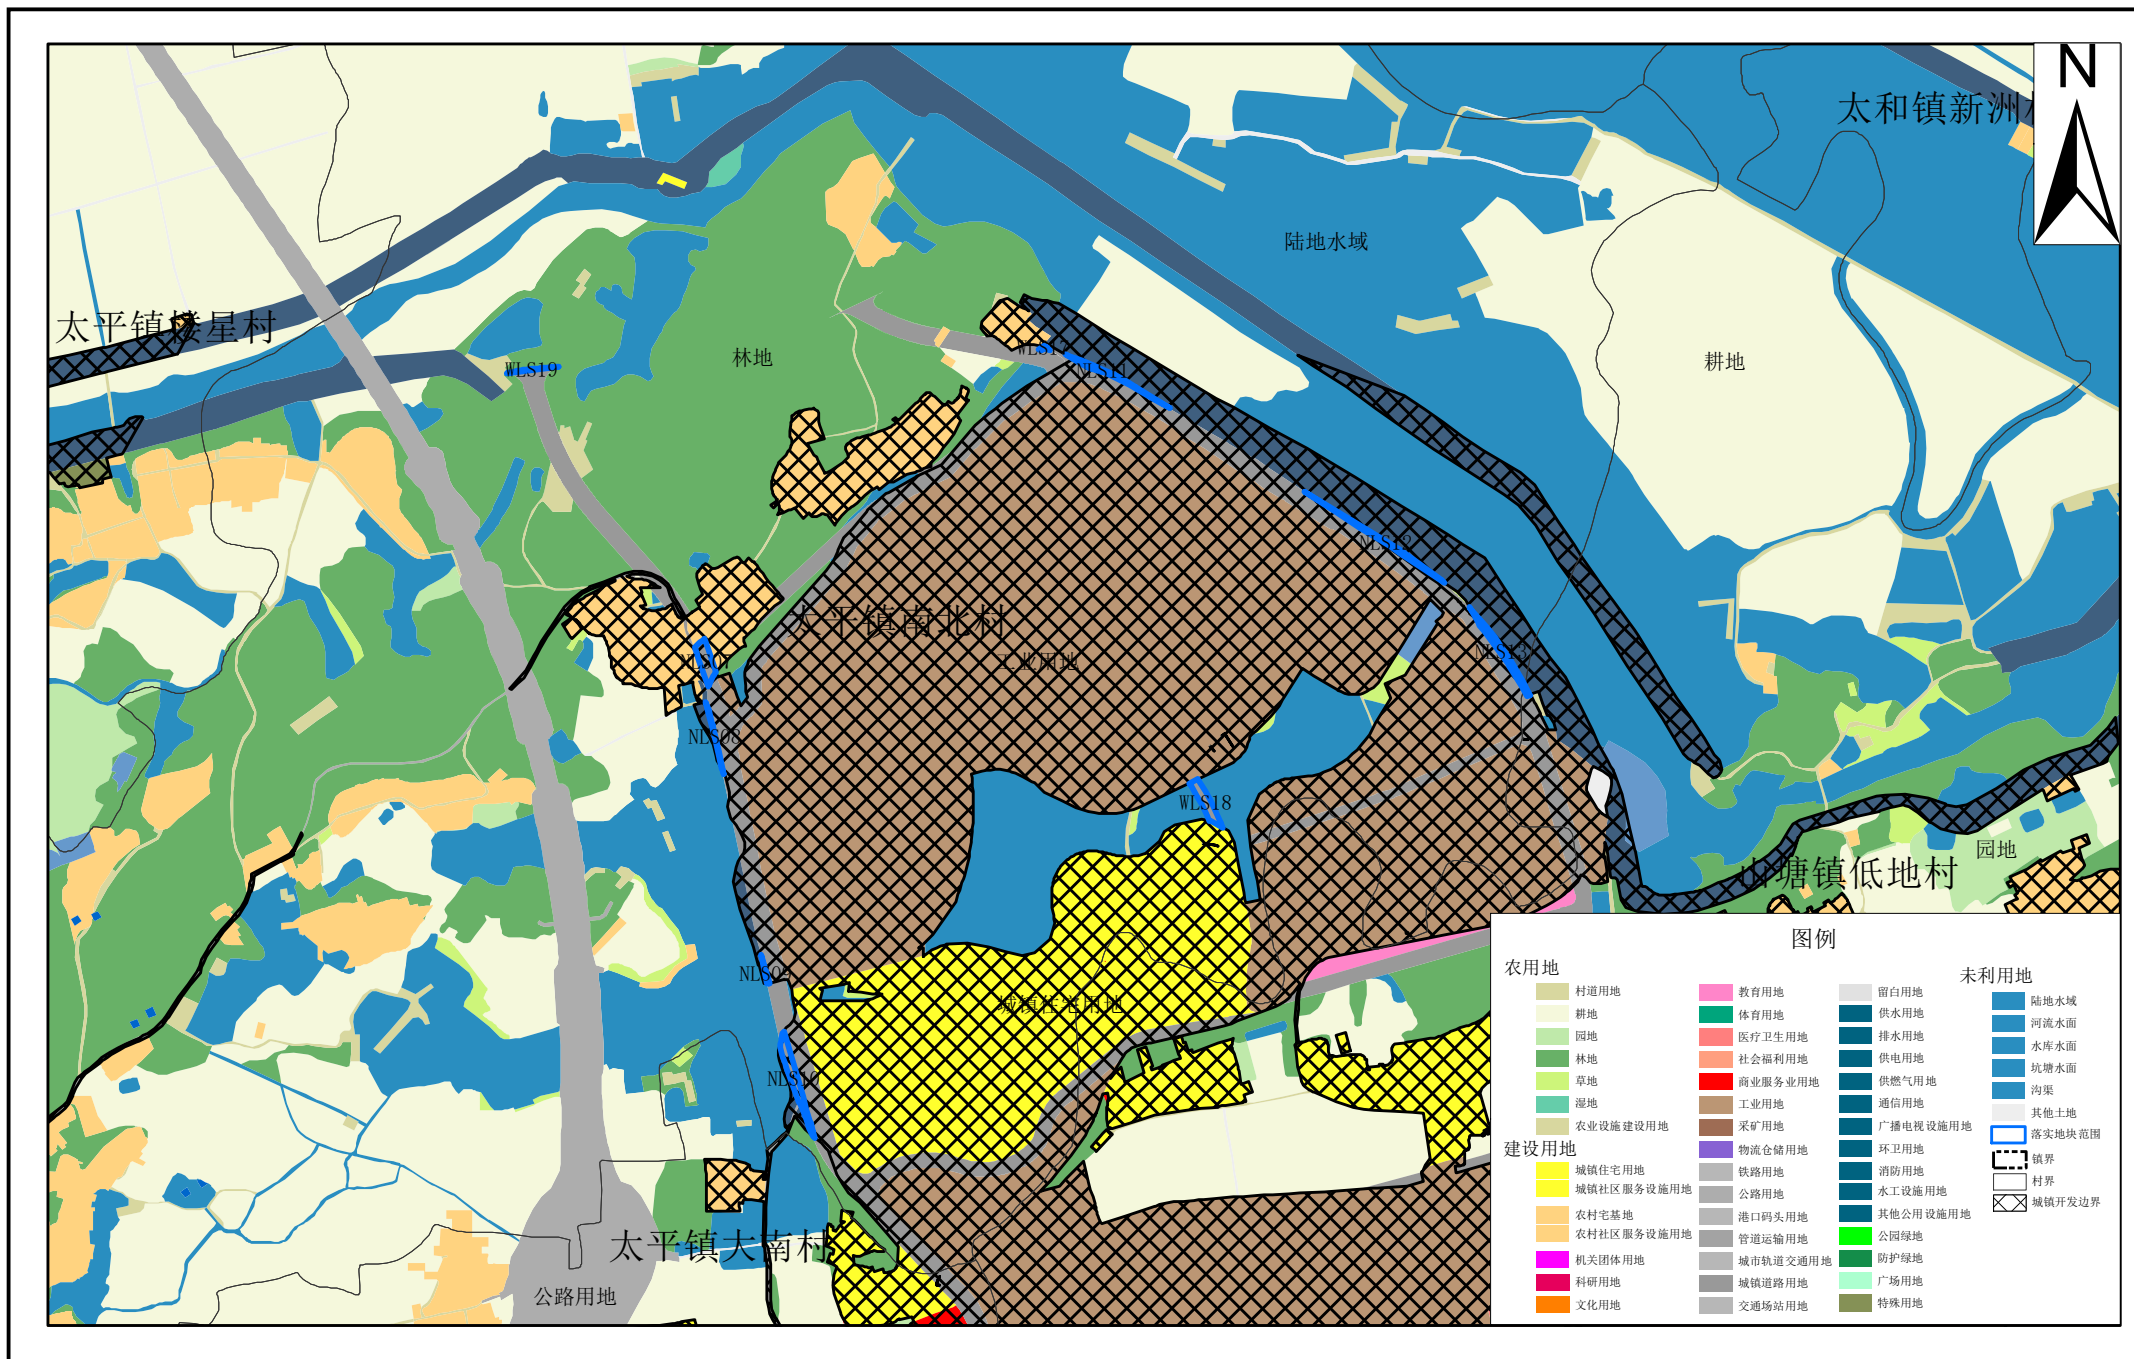 N
太和镇新洲
陆地水域
太平镇楼星村
林地
耕地
WLS19
WLS17
NLS11
NLS12
太平镇南北村
工业用地
NLS07
NLS13
NLS08
WLS18
园地
山塘镇低地村
NLS09
城镇住宅用地
NLS10
太平镇大南村
公路用地
图例
农用地
村道用地
耕地
园地
林地
草地
湿地
农业设施建设用地
建设用地
城镇住宅用地
城镇社区服务设施用地
农村宅基地
农村社区服务设施用地
机关团体用地
科研用地
文化用地
教育用地
体育用地
医疗卫生用地
社会福利用地
商业服务业用地
工业用地
采矿用地
物流仓储用地
铁路用地
公路用地
港口码头用地
管道运输用地
城市轨道交通用地
城镇道路用地
交通场站用地
留白用地
供水用地
排水用地
供电用地
供燃气用地
通信用地
广播电视设施用地
环卫用地
消防用地
水工设施用地
其他公用设施用地
公园绿地
防护绿地
广场用地
特殊用地
未利用地
陆地水域
河流水面
水库水面
坑塘水面
沟渠
其他土地
落实地块范围
镇界
村界
城镇开发边界